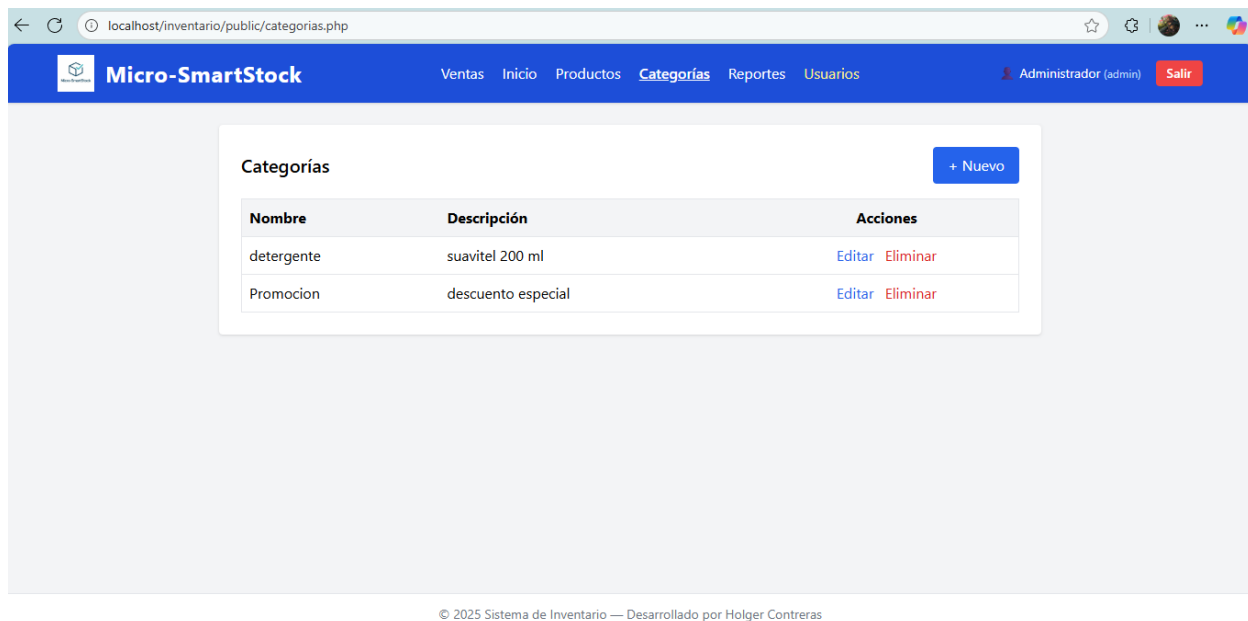 localhost/inventario/public/categorias.php
Micro-SmartStock Ventas Inicio Productos Categorías Reportes Usuarios Administrador (admin) Salir
Categorías + Nuevo
Nombre Descripción Acciones
detergente suavitel 200 ml Editar Eliminar
Promocion descuento especial Editar Eliminar
© 2025 Sistema de Inventario — Desarrollado por Holger Contreras